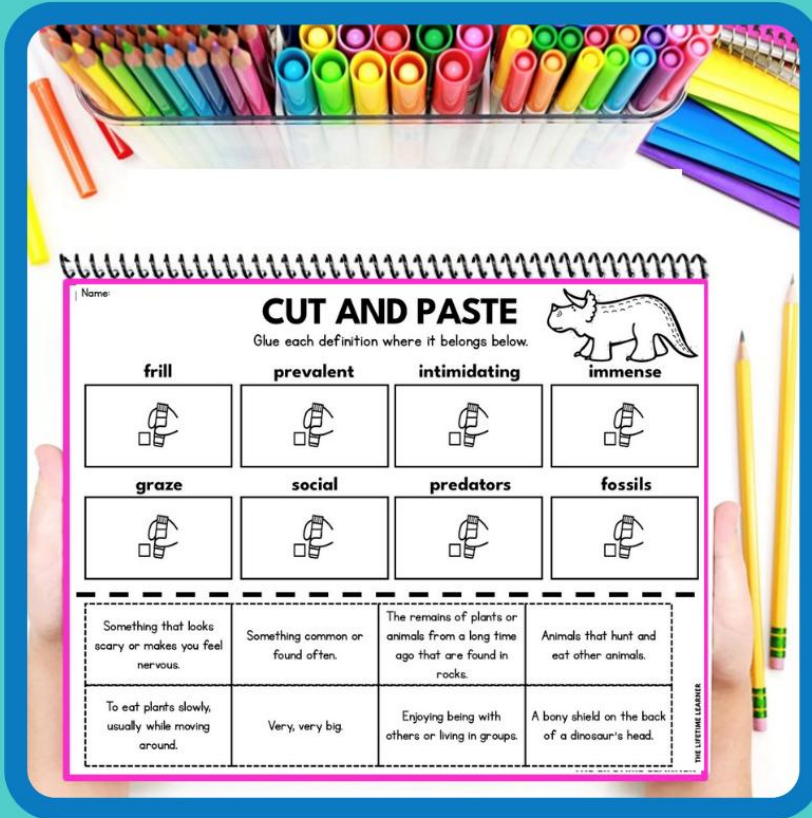 Name:
CUT AND PASTE
Glue each definition where it belongs below.
frill
prevalent
intimidating
immense
graze
social
predators
fossils
Something that looks
scary or makes you feel
nervous.
Something common or
found often.
The remains of plants or
animals from a long time
ago that are found in
rocks.
Animals that hunt and
eat other animals.
To eat plants slowly,
usually while moving
around.
Very, very big.
Enjoying being with
others or living in groups.
A bony shield on the back
of a dinosaur's head.
THE LIFETIME LEARNER